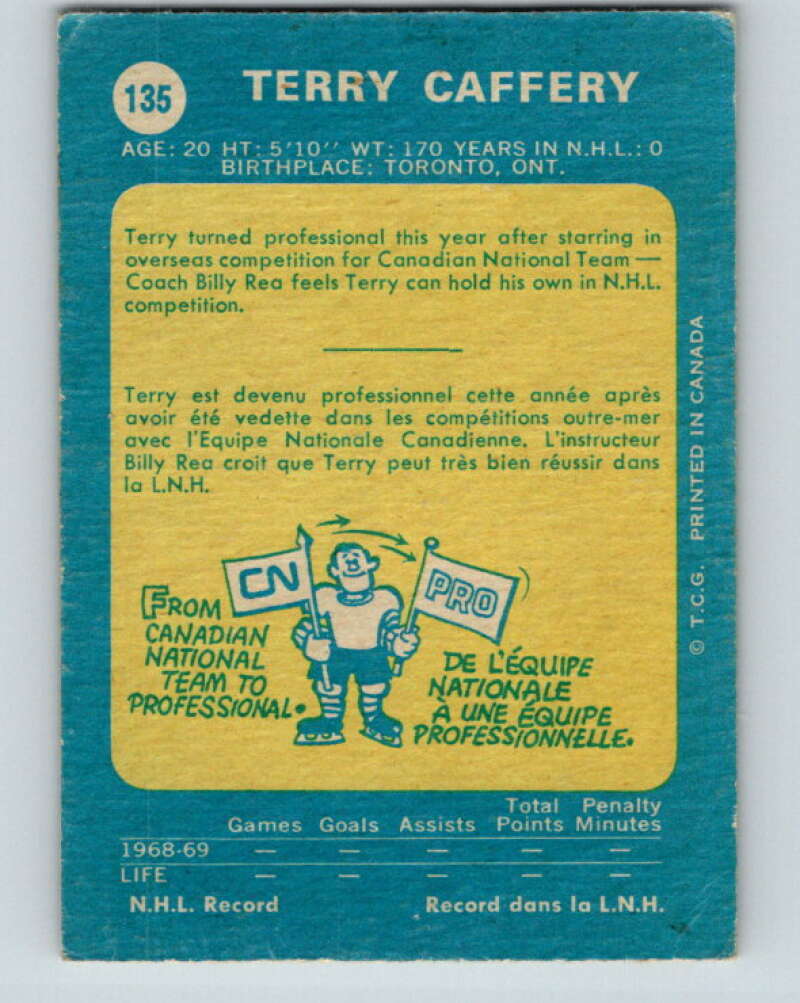 135
TERRY CAFFERY
AGE: 20 HT: 5'10'' WT: 170 YEARS IN N.H.L.: 0
BIRTHPLACE: TORONTO, ONT.
Terry turned professional this year after starring in
overseas competition for Canadian National Team —
Coach Billy Rea feels Terry can hold his own in N.H.L.
competition.
Terry est devenu professionnel cette année après
avoir été vedette dans les compétitions outre-mer
avec l'Equipe Nationale Canadienne. L'instructeur
Billy Rea croit que Terry peut très bien réussir dans
la L.N.H.
CN
PRO
FROM
CANADIAN
NATIONAL
TEAM TO
PROFESSIONAL.
DE L'ÉQUIPE
NATIONALE
À UNE ÉQUIPE
PROFESSIONNELLE.
© T.C.G. PRINTED IN CANADA
Total Penalty
Games Goals Assists Points Minutes
1968-69 — — — — —
LIFE — — — — —
N.H.L. Record Record dans la L.N.H.